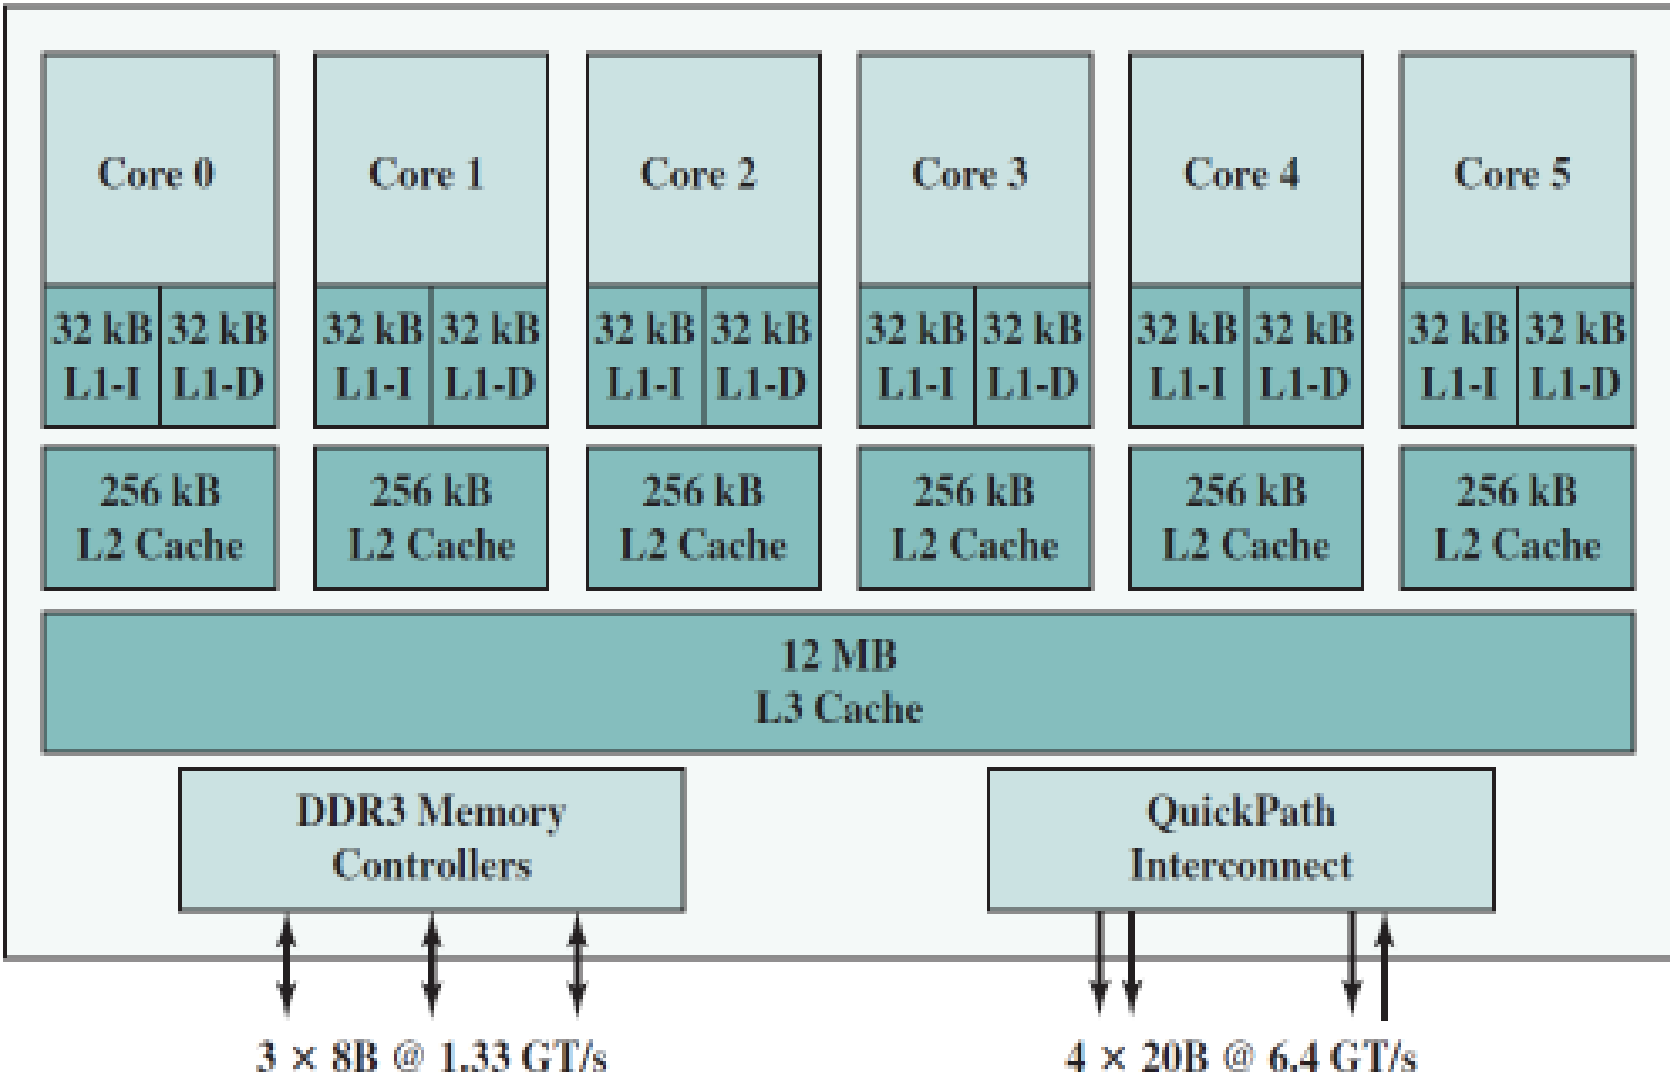 Core 0
Core 1
Core 2
Core 3
Core 4
Core 5
32 kB
L1-I
32 kB
L1-D
32 kB
L1-I
32 kB
L1-D
32 kB
L1-I
32 kB
L1-D
32 kB
L1-I
32 kB
L1-D
32 kB
L1-I
32 kB
L1-D
32 kB
L1-I
32 kB
L1-D
256 kB
L2 Cache
256 kB
L2 Cache
256 kB
L2 Cache
256 kB
L2 Cache
256 kB
L2 Cache
256 kB
L2 Cache
12 MB
L3 Cache
DDR3 Memory
Controllers
QuickPath
Interconnect
3 × 8B @ 1.33 GT/s
4 × 20B @ 6.4 GT/s